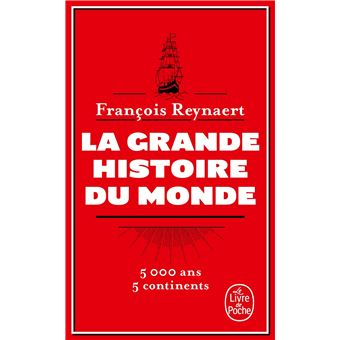 François Reynaert
LA GRANDE
HISTOIRE
DU MONDE
5 000 ans
5 continents
Le
Livre
de
Poche